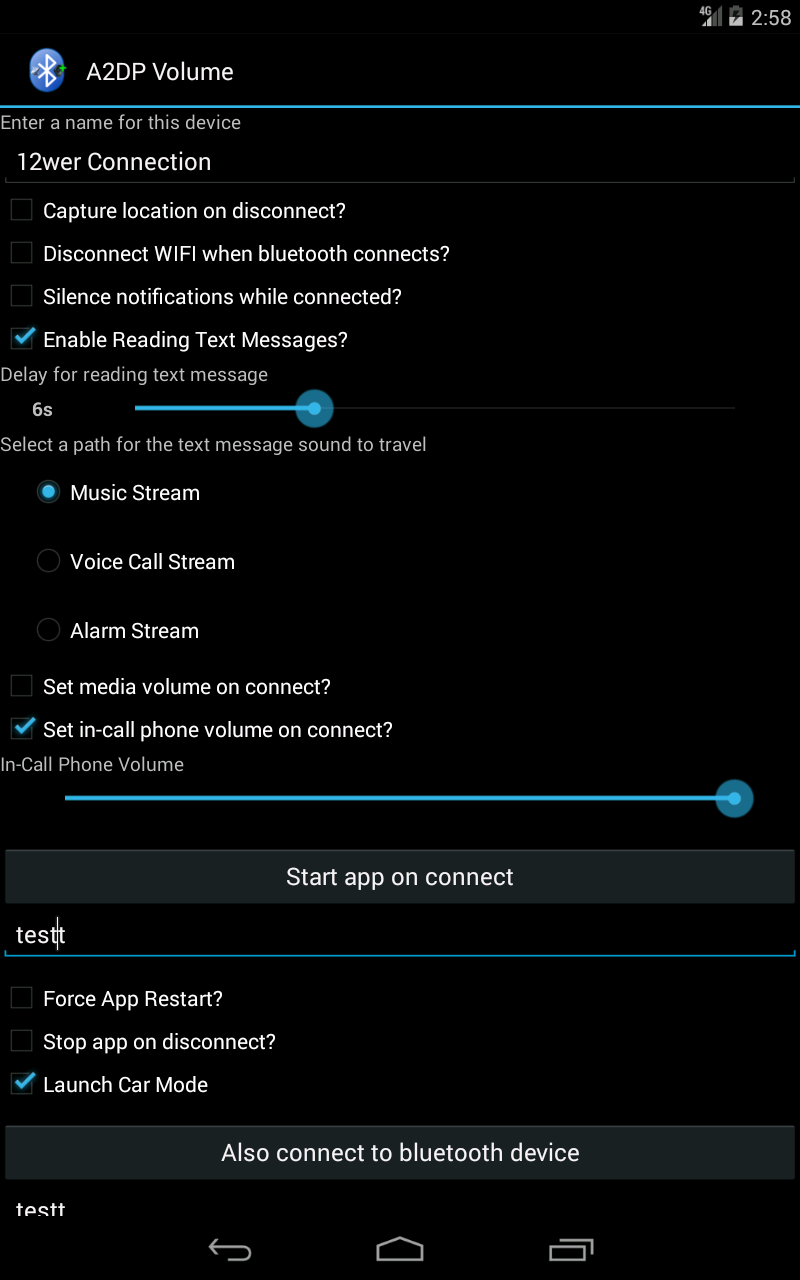 4G 2:58
A2DP Volume
Enter a name for this device
12wer Connection
Capture location on disconnect?
Disconnect WIFI when bluetooth connects?
Silence notifications while connected?
Enable Reading Text Messages?
Delay for reading text message
6s
Select a path for the text message sound to travel
Music Stream
Voice Call Stream
Alarm Stream
Set media volume on connect?
Set in-call phone volume on connect?
In-Call Phone Volume
Start app on connect
testt
Force App Restart?
Stop app on disconnect?
Launch Car Mode
Also connect to bluetooth device
testt